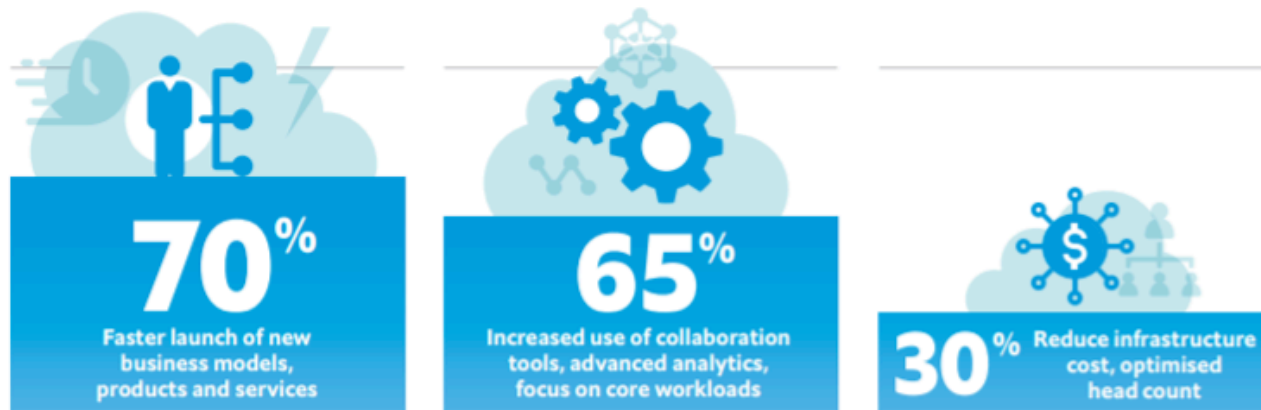 70%
Faster launch of new
business models,
products and services
65%
Increased use of collaboration
tools, advanced analytics,
focus on core workloads
$
30%
Reduce infrastructure
cost, optimised
head count